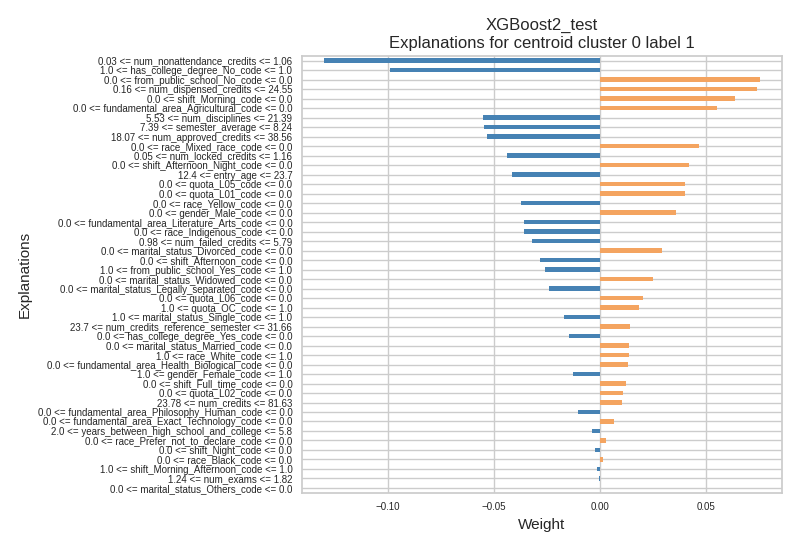 XGBoost2_test
Explanations for centroid cluster 0 label 1
0.03 <= num_nonattendance_credits <= 1.06
1.0 <= has_college_degree_No_code <= 1.0
0.0 <= from_public_school_No_code <= 0.0
0.16 <= num_dispensed_credits <= 24.55
0.0 <= shift_Morning_code <= 0.0
0.0 <= fundamental_area_Agricultural_code <= 0.0
5.53 <= num_disciplines <= 21.39
7.39 <= semester_average <= 8.24
18.07 <= num_approved_credits <= 38.56
0.0 <= race_Mixed_race_code <= 0.0
0.05 <= num_locked_credits <= 1.16
0.0 <= shift_Afternoon_Night_code <= 0.0
12.4 <= entry_age <= 23.7
0.0 <= quota_L05_code <= 0.0
0.0 <= quota_L01_code <= 0.0
0.0 <= race_Yellow_code <= 0.0
0.0 <= gender_Male_code <= 0.0
0.0 <= fundamental_area_Literature_Arts_code <= 0.0
0.0 <= race_Indigenous_code <= 0.0
0.98 <= num_failed_credits <= 5.79
0.0 <= marital_status_Divorced_code <= 0.0
0.0 <= shift_Afternoon_code <= 0.0
1.0 <= from_public_school_Yes_code <= 1.0
0.0 <= marital_status_Widowed_code <= 0.0
0.0 <= marital_status_Legally_separated_code <= 0.0
0.0 <= quota_L06_code <= 0.0
1.0 <= quota_OC_code <= 1.0
1.0 <= marital_status_Single_code <= 1.0
23.7 <= num_credits_reference_semester <= 31.66
0.0 <= has_college_degree_Yes_code <= 0.0
0.0 <= marital_status_Married_code <= 0.0
1.0 <= race_White_code <= 1.0
0.0 <= fundamental_area_Health_Biological_code <= 0.0
1.0 <= gender_Female_code <= 1.0
0.0 <= shift_Full_time_code <= 0.0
0.0 <= quota_L02_code <= 0.0
23.78 <= num_credits <= 81.63
0.0 <= fundamental_area_Philosophy_Human_code <= 0.0
0.0 <= fundamental_area_Exact_Technology_code <= 0.0
2.0 <= years_between_high_school_and_college <= 5.8
0.0 <= race_Prefer_not_to_declare_code <= 0.0
0.0 <= shift_Night_code <= 0.0
0.0 <= race_Black_code <= 0.0
1.0 <= shift_Morning_Afternoon_code <= 1.0
1.24 <= num_exams <= 1.82
0.0 <= marital_status_Others_code <= 0.0
Explanations
−0.10 −0.05 0.00 0.05
Weight